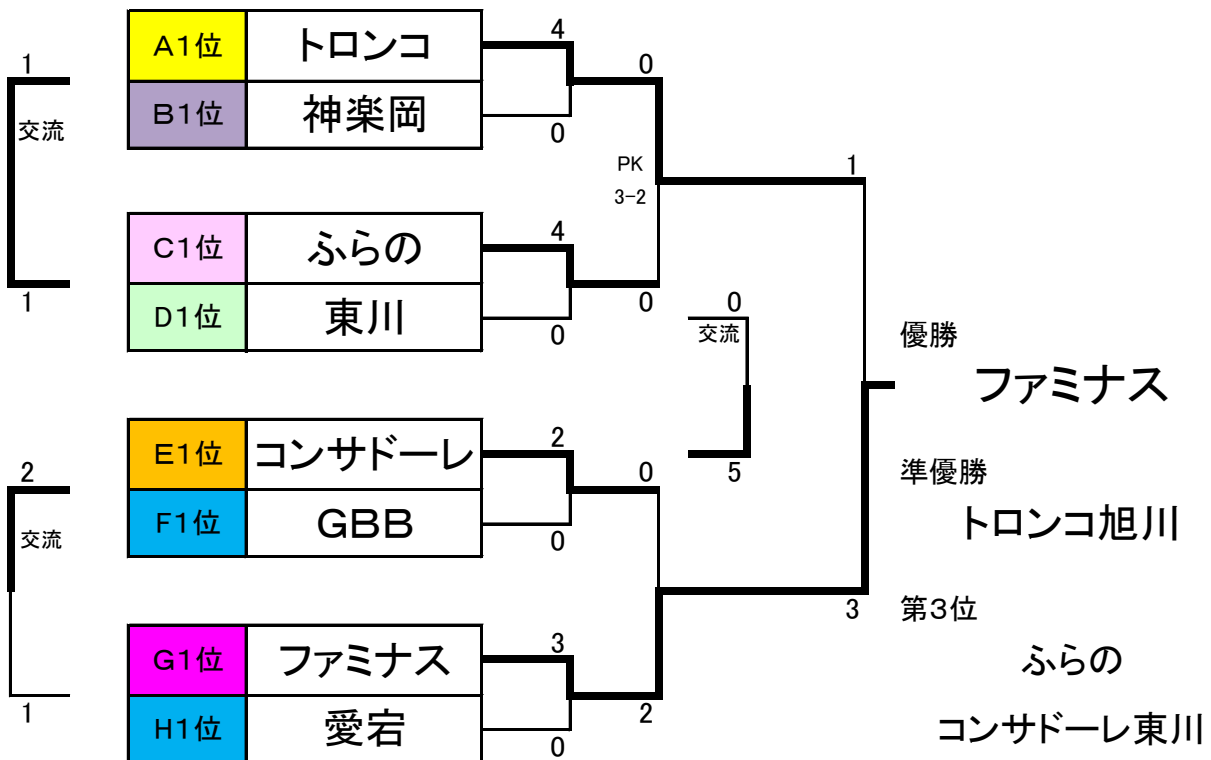 4
A1位 トロンコ
1
0
B1位 神楽岡
交流
0
PK
1
3-2
4
C1位 ふらの
1
0
0
D1位 東川
0
交流
優勝
ファミナス
2
E1位 コンサドーレ
2
0
5
準優勝
F1位 GBB
トロンコ旭川
交流
0
3
第3位
3
G1位 ファミナス
ふらの
1
2
H1位 愛宕
コンサドーレ東川
0